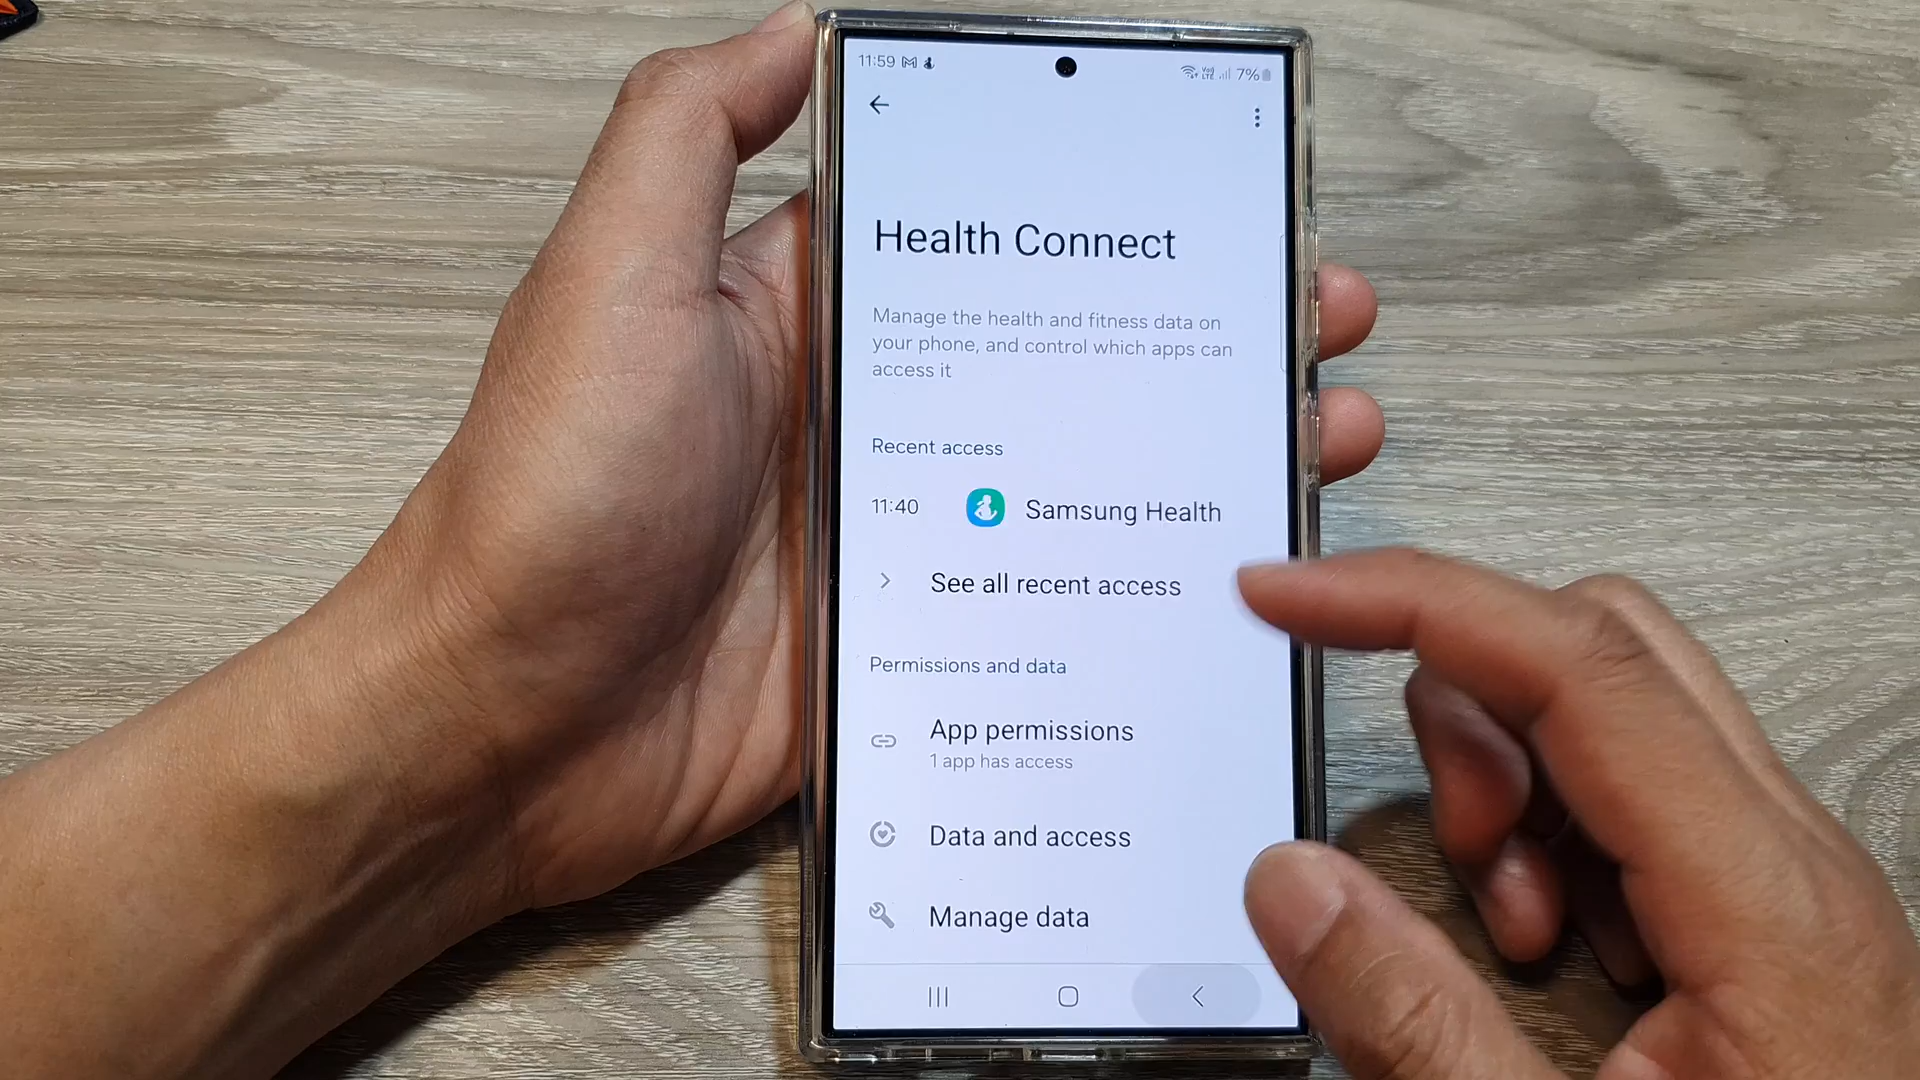 11:59
7%
Health Connect
Manage the health and fitness data on
your phone, and control which apps can
access it
Recent access
11:40 Samsung Health
See all recent access
Permissions and data
App permissions
1 app has access
Data and access
Manage data